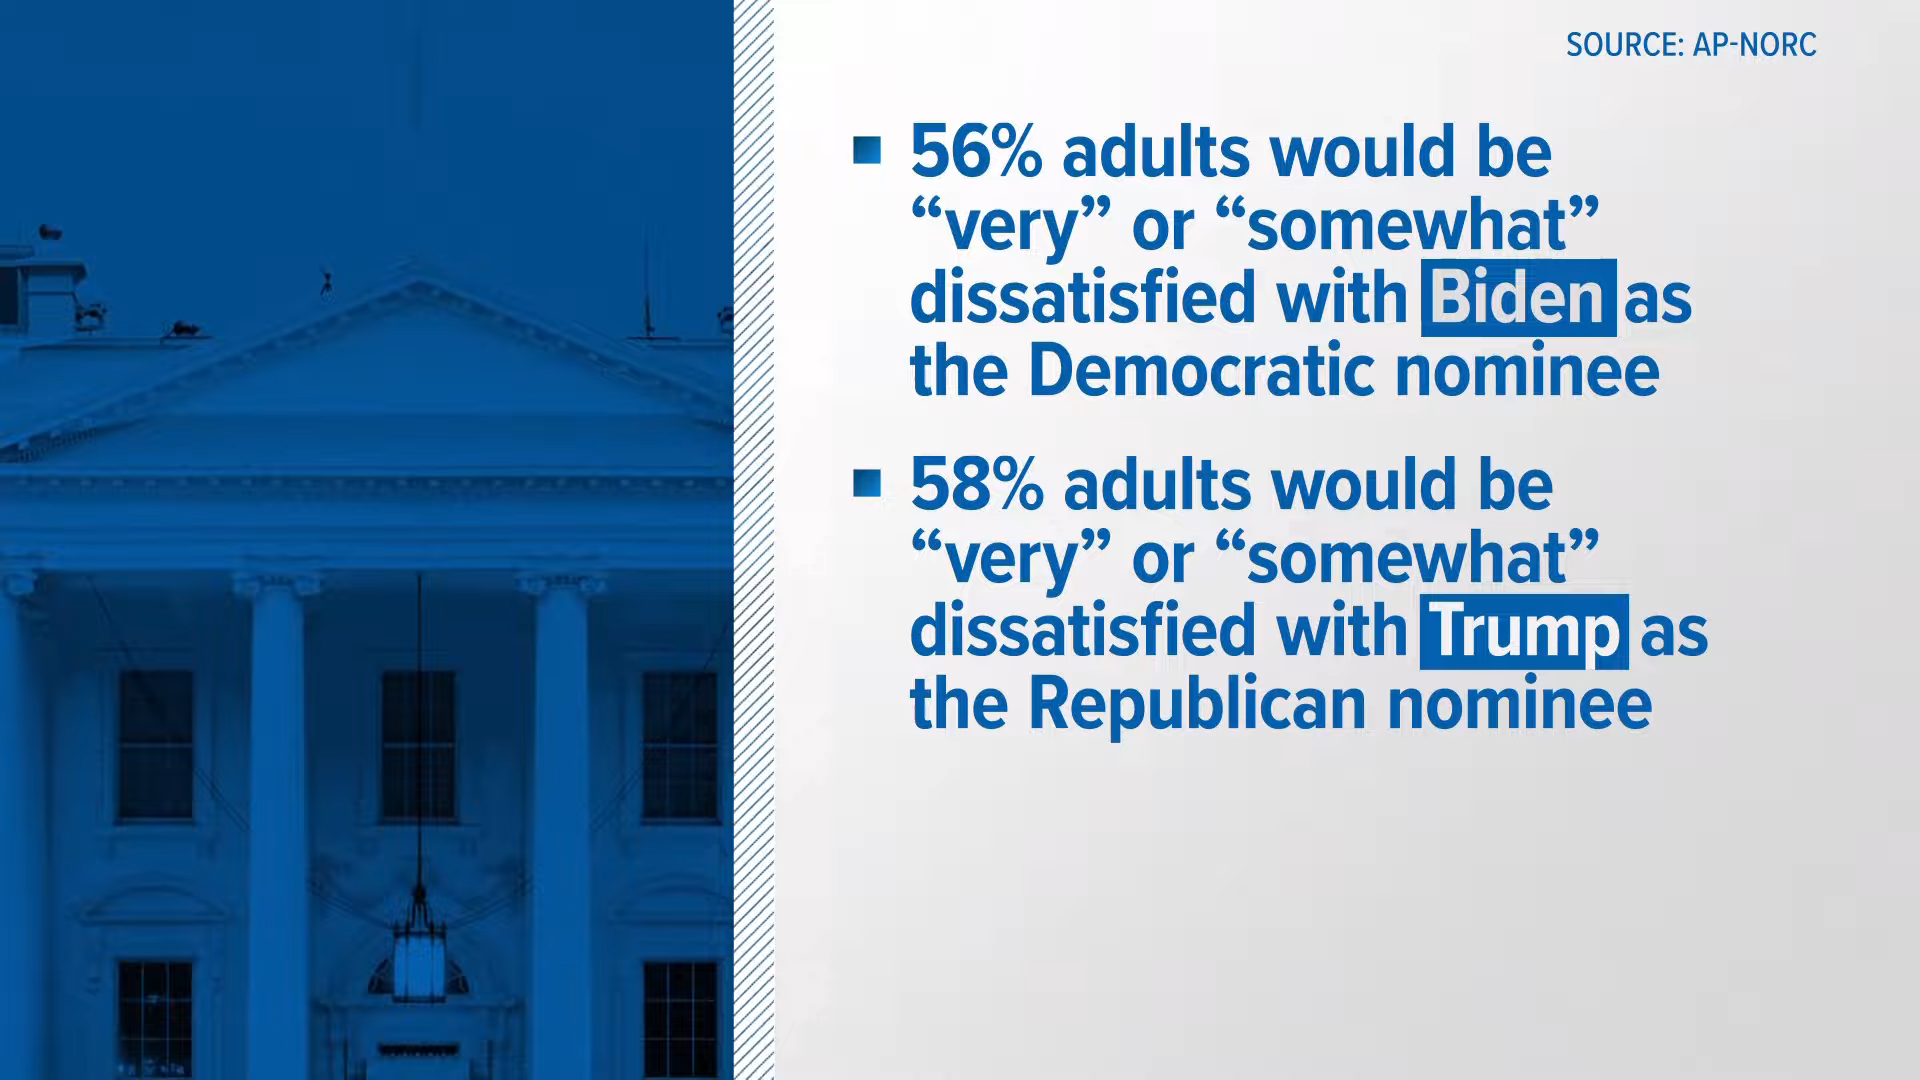 SOURCE: AP-NORC
▪ 56% adults would be
“very” or “somewhat”
dissatisfied with Biden as
the Democratic nominee
▪ 58% adults would be
“very” or “somewhat”
dissatisfied with Trump as
the Republican nominee